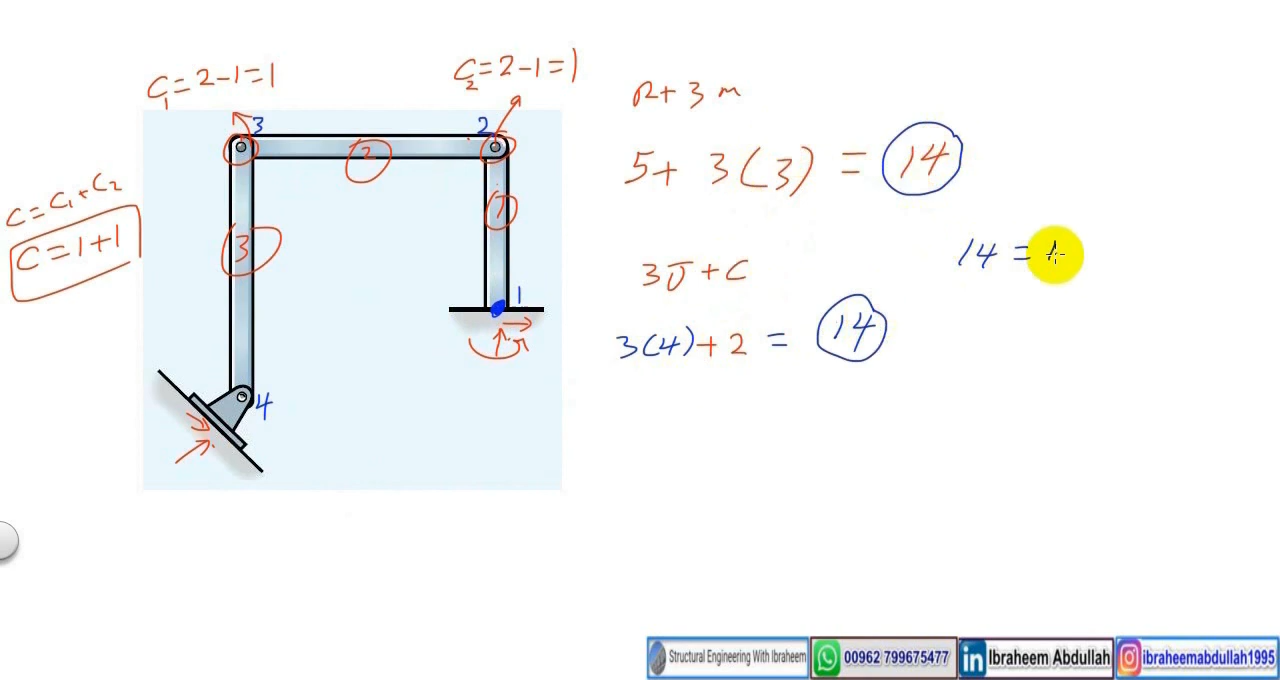 C₁ = 2-1 = 1
C₂ = 2-1 = 1
R + 3 m
3
2
2
5 + 3 ( 3 ) = 14
C = C₁ + C₂
1
C = 1 + 1
3
14 =
3J + C
1
3(4) + 2 = 14
4
Structural Engineering With Ibraheem
00962 799675477
in Ibraheem Abdullah
ibraheemabdullah1995